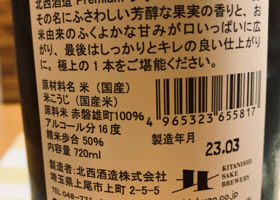 北西酒造 Premium
その名にふさわしい芳醇な果実の香りと、お
米由来のふくよかな甘みが口いっぱいに広
がり、最後はしっかりとキレの良い仕上がり
に。極上の1本をご堪能ください。
原材料名 米（国産）
米こうじ（国産米）
原料米 赤磐雄町100%
アルコール分16度
精米歩合 50%
内容量 720ml
4 965323 655817
製造年月
23.03
製造者：北西酒造株式会社
埼玉県上尾市上町 2-5-5
KITANISHI
SAKE
BREWERY